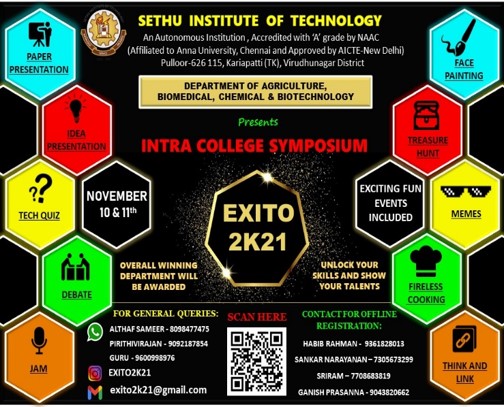 SETHU INSTITUTE OF TECHNOLOGY
An Autonomous Institution , Accredited with 'A' grade by NAAC
(Affiliated to Anna University, Chennai and Approved by AICTE-New Delhi)
Pulloor-626 115, Kariapatti (TK), Virudhunagar District
DEPARTMENT OF AGRICULTURE,
BIOMEDICAL, CHEMICAL & BIOTECHNOLOGY
Presents
INTRA COLLEGE SYMPOSIUM
PAPER
PRESENTATION
IDEA
PRESENTATION
TECH QUIZ
DEBATE
JAM
NOVEMBER
10 & 11th
EXITO
2K21
EXCITING FUN
EVENTS
INCLUDED
FACE
PAINTING
TREASURE
HUNT
MEMES
FIRELESS
COOKING
THINK AND
LINK
OVERALL WINNING
DEPARTMENT WILL
BE AWARDED
UNLOCK YOUR
SKILLS AND SHOW
YOUR TALENTS
FOR GENERAL QUERIES:
ALTHAF SAMEER - 8098477475
PIRITHIVIRAJAN - 9092187854
GURU - 9600998976
EXITO2K21
exito2k21@gmail.com
SCAN HERE
CONTACT FOR OFFLINE
REGISTRATION:
HABIB RAHMAN - 9361828013
SANKAR NARAYANAN – 7305673299
SRIRAM – 7708683819
GANISH PRASANNA - 9043820662